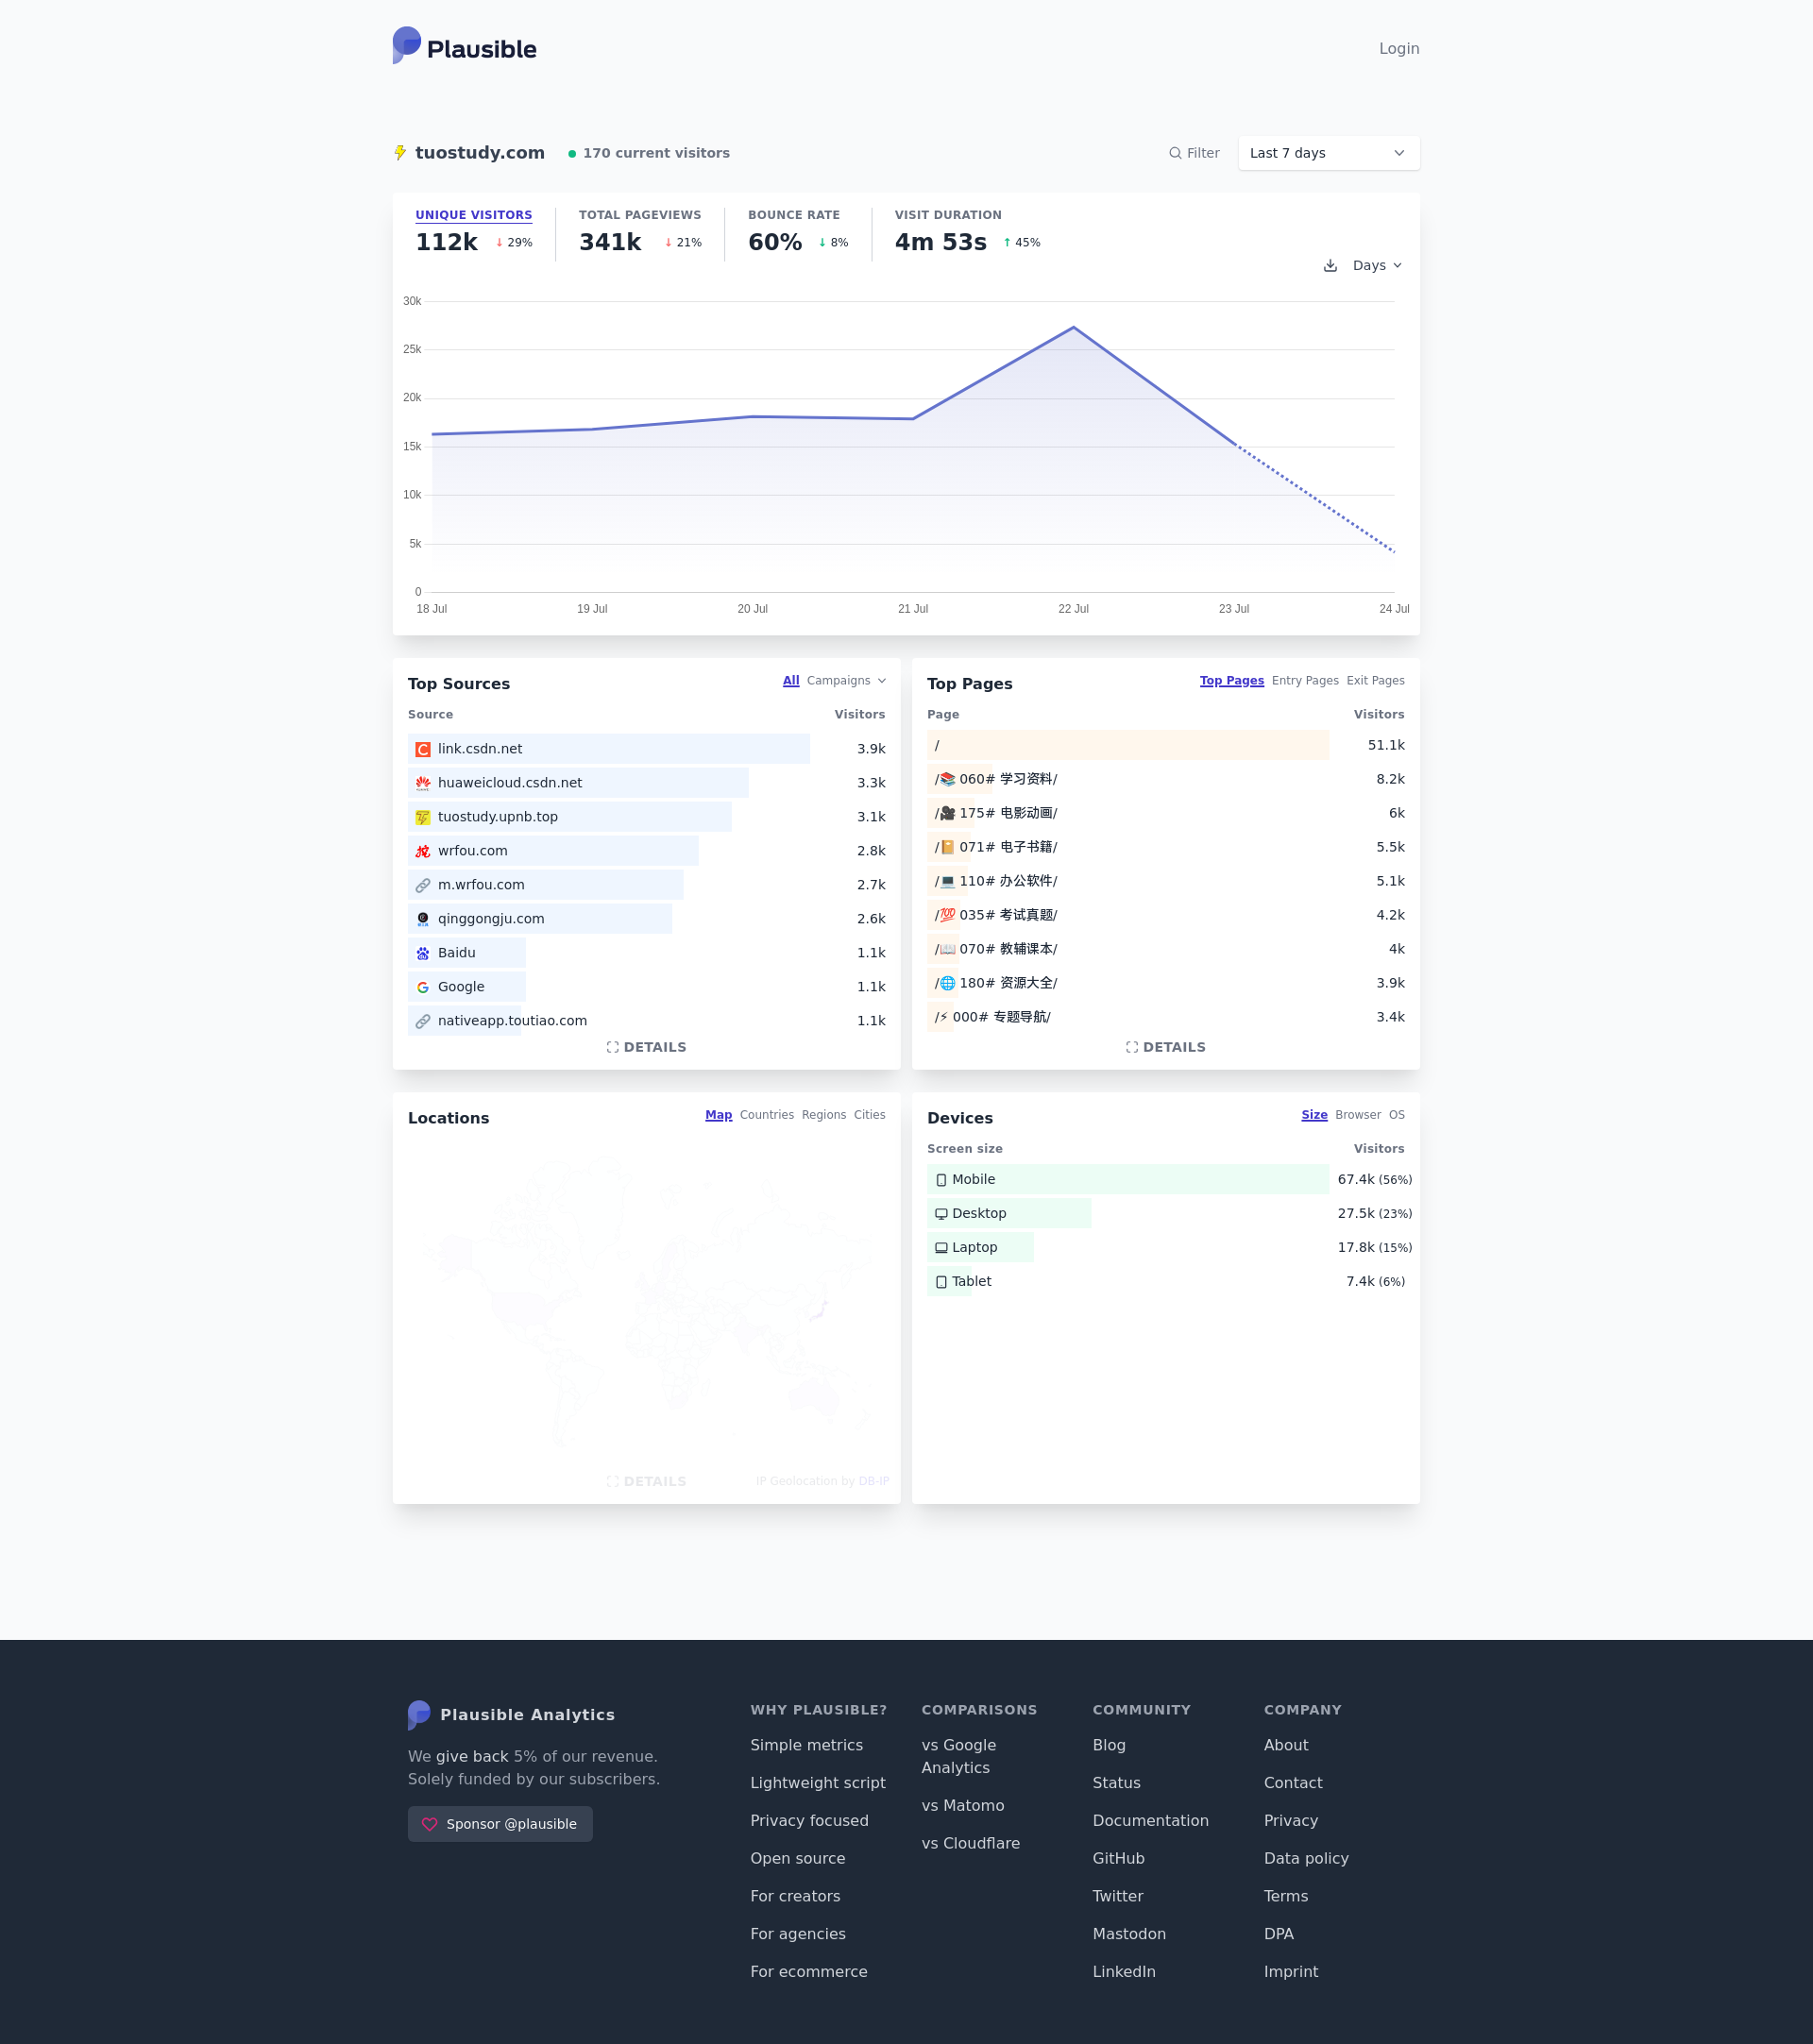 Plausible
Login
tuostudy.com
170 current visitors
Filter
Last 7 days
UNIQUE VISITORS
112k ↓ 29%
TOTAL PAGEVIEWS
341k ↓ 21%
BOUNCE RATE
60% ↓ 8%
VISIT DURATION
4m 53s ↑ 45%
Days
30k
25k
20k
15k
10k
5k
0
18 Jul
19 Jul
20 Jul
21 Jul
22 Jul
23 Jul
24 Jul
Top Sources
All Campaigns
Source Visitors
link.csdn.net 3.9k
huaweicloud.csdn.net 3.3k
tuostudy.upnb.top 3.1k
wrfou.com 2.8k
m.wrfou.com 2.7k
qinggongju.com 2.6k
Baidu 1.1k
Google 1.1k
nativeapp.toutiao.com 1.1k
DETAILS
Top Pages
Top Pages Entry Pages Exit Pages
Page Visitors
/ 51.1k
/📚 060# 学习资料/ 8.2k
/🎥 175# 电影动画/ 6k
/📔 071# 电子书籍/ 5.5k
/💻 110# 办公软件/ 5.1k
/💯 035# 考试真题/ 4.2k
/📖 070# 教辅课本/ 4k
/🌐 180# 资源大全/ 3.9k
/⚡ 000# 专题导航/ 3.4k
DETAILS
Locations
Map Countries Regions Cities
DETAILS
IP Geolocation by DB-IP
Devices
Size Browser OS
Screen size Visitors
Mobile 67.4k (56%)
Desktop 27.5k (23%)
Laptop 17.8k (15%)
Tablet 7.4k (6%)
Plausible Analytics
We give back 5% of our revenue.
Solely funded by our subscribers.
Sponsor @plausible
WHY PLAUSIBLE?
Simple metrics
Lightweight script
Privacy focused
Open source
For creators
For agencies
For ecommerce
COMPARISONS
vs Google
Analytics
vs Matomo
vs Cloudflare
COMMUNITY
Blog
Status
Documentation
GitHub
Twitter
Mastodon
LinkedIn
COMPANY
About
Contact
Privacy
Data policy
Terms
DPA
Imprint